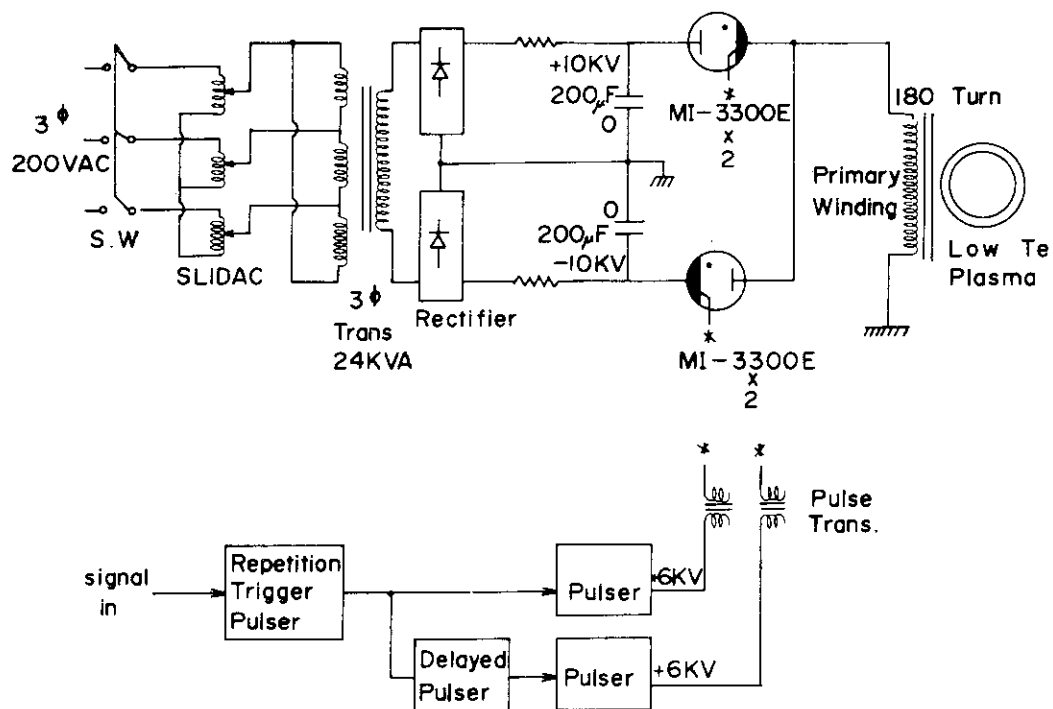 3 φ
200VAC
S.W
SLIDAC
3 φ
Trans
24KVA
Rectifier
+10KV
200μF
0
0
200μF
-10KV
MI-3300E
x
2
MI-3300E
x
2
180 Turn
Primary
Winding
Low Te
Plasma
Pulse
Trans.
signal
in
Repetition
Trigger
Pulser
Delayed
Pulser
Pulser
+6KV
Pulser
+6KV